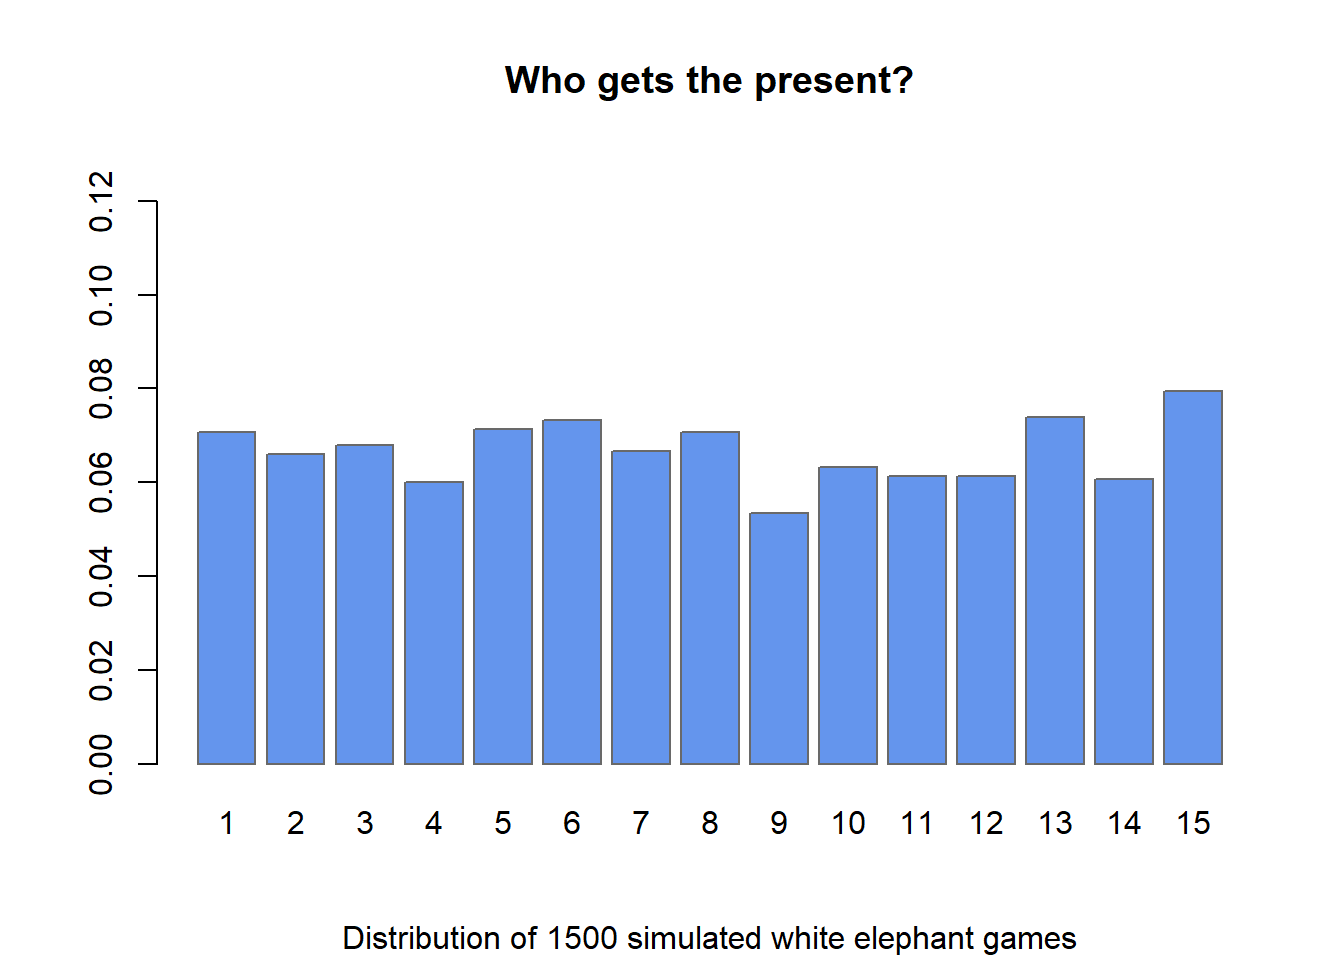 Who gets the present?
0.12
0.10
0.08
0.06
0.04
0.02
0.00
1 2 3 4 5 6 7 8 9 10 11 12 13 14 15
Distribution of 1500 simulated white elephant games